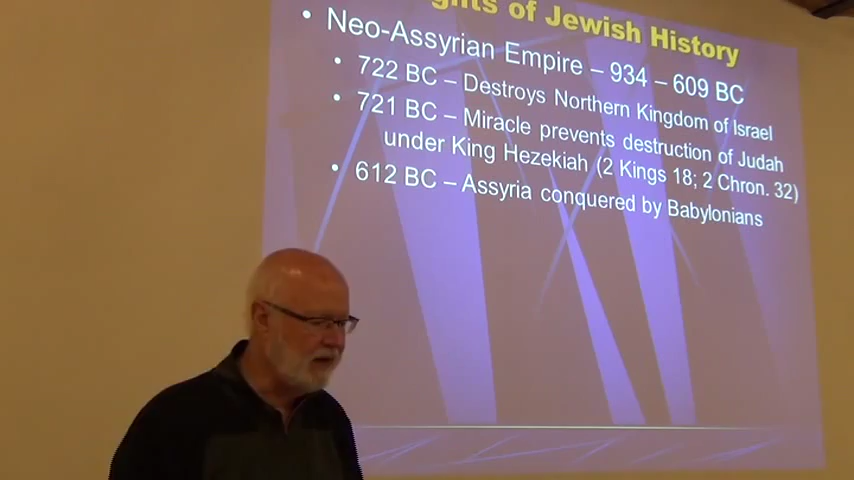 of Jewish History
• Neo-Assyrian Empire – 934 – 609 BC
• 722 BC – Destroys Northern Kingdom of Israel
• 721 BC – Miracle prevents destruction of Judah
under King Hezekiah (2 Kings 18; 2 Chron. 32)
• 612 BC – Assyria conquered by Babylonians